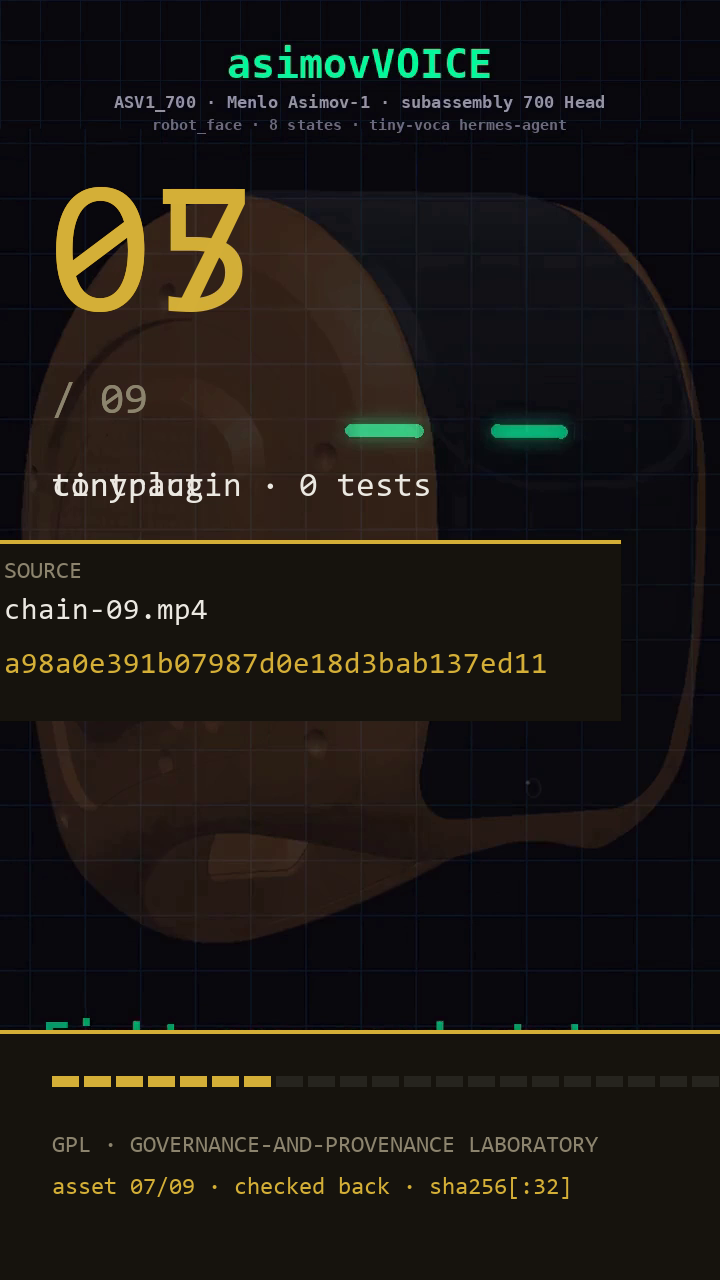 asimovVOICE
ASV1_700 · Menlo Asimov-1 · subassembly 700 Head
robot_face · 8 states · tiny-voca hermes-agent
/ 09
· 0 tests
SOURCE
chain-09.mp4
a98a0e391b07987d0e18d3bab137ed11
GPL · GOVERNANCE-AND-PROVENANCE LABORATORY
asset 07/09 · checked back · sha256[:32]